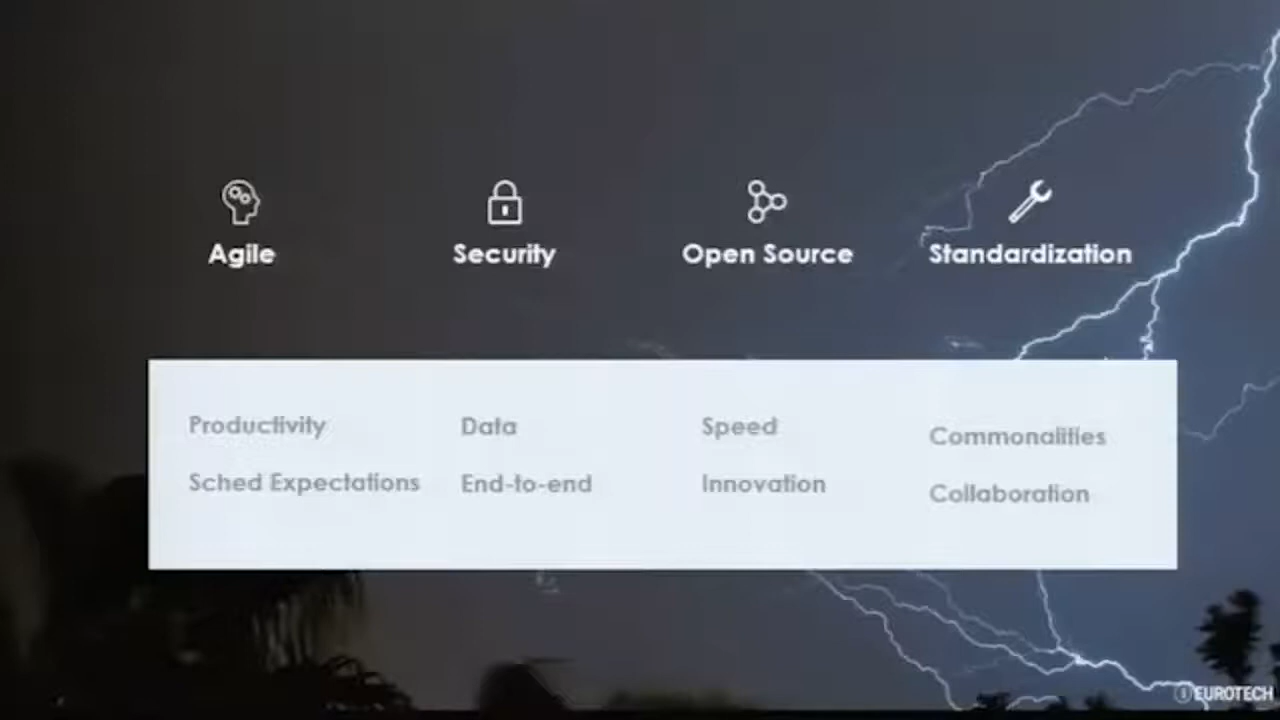 Agile
Security
Open Source
Standardization
Productivity
Sched Expectations
Data
End-to-end
Speed
Innovation
Commonalities
Collaboration
EUROTECH